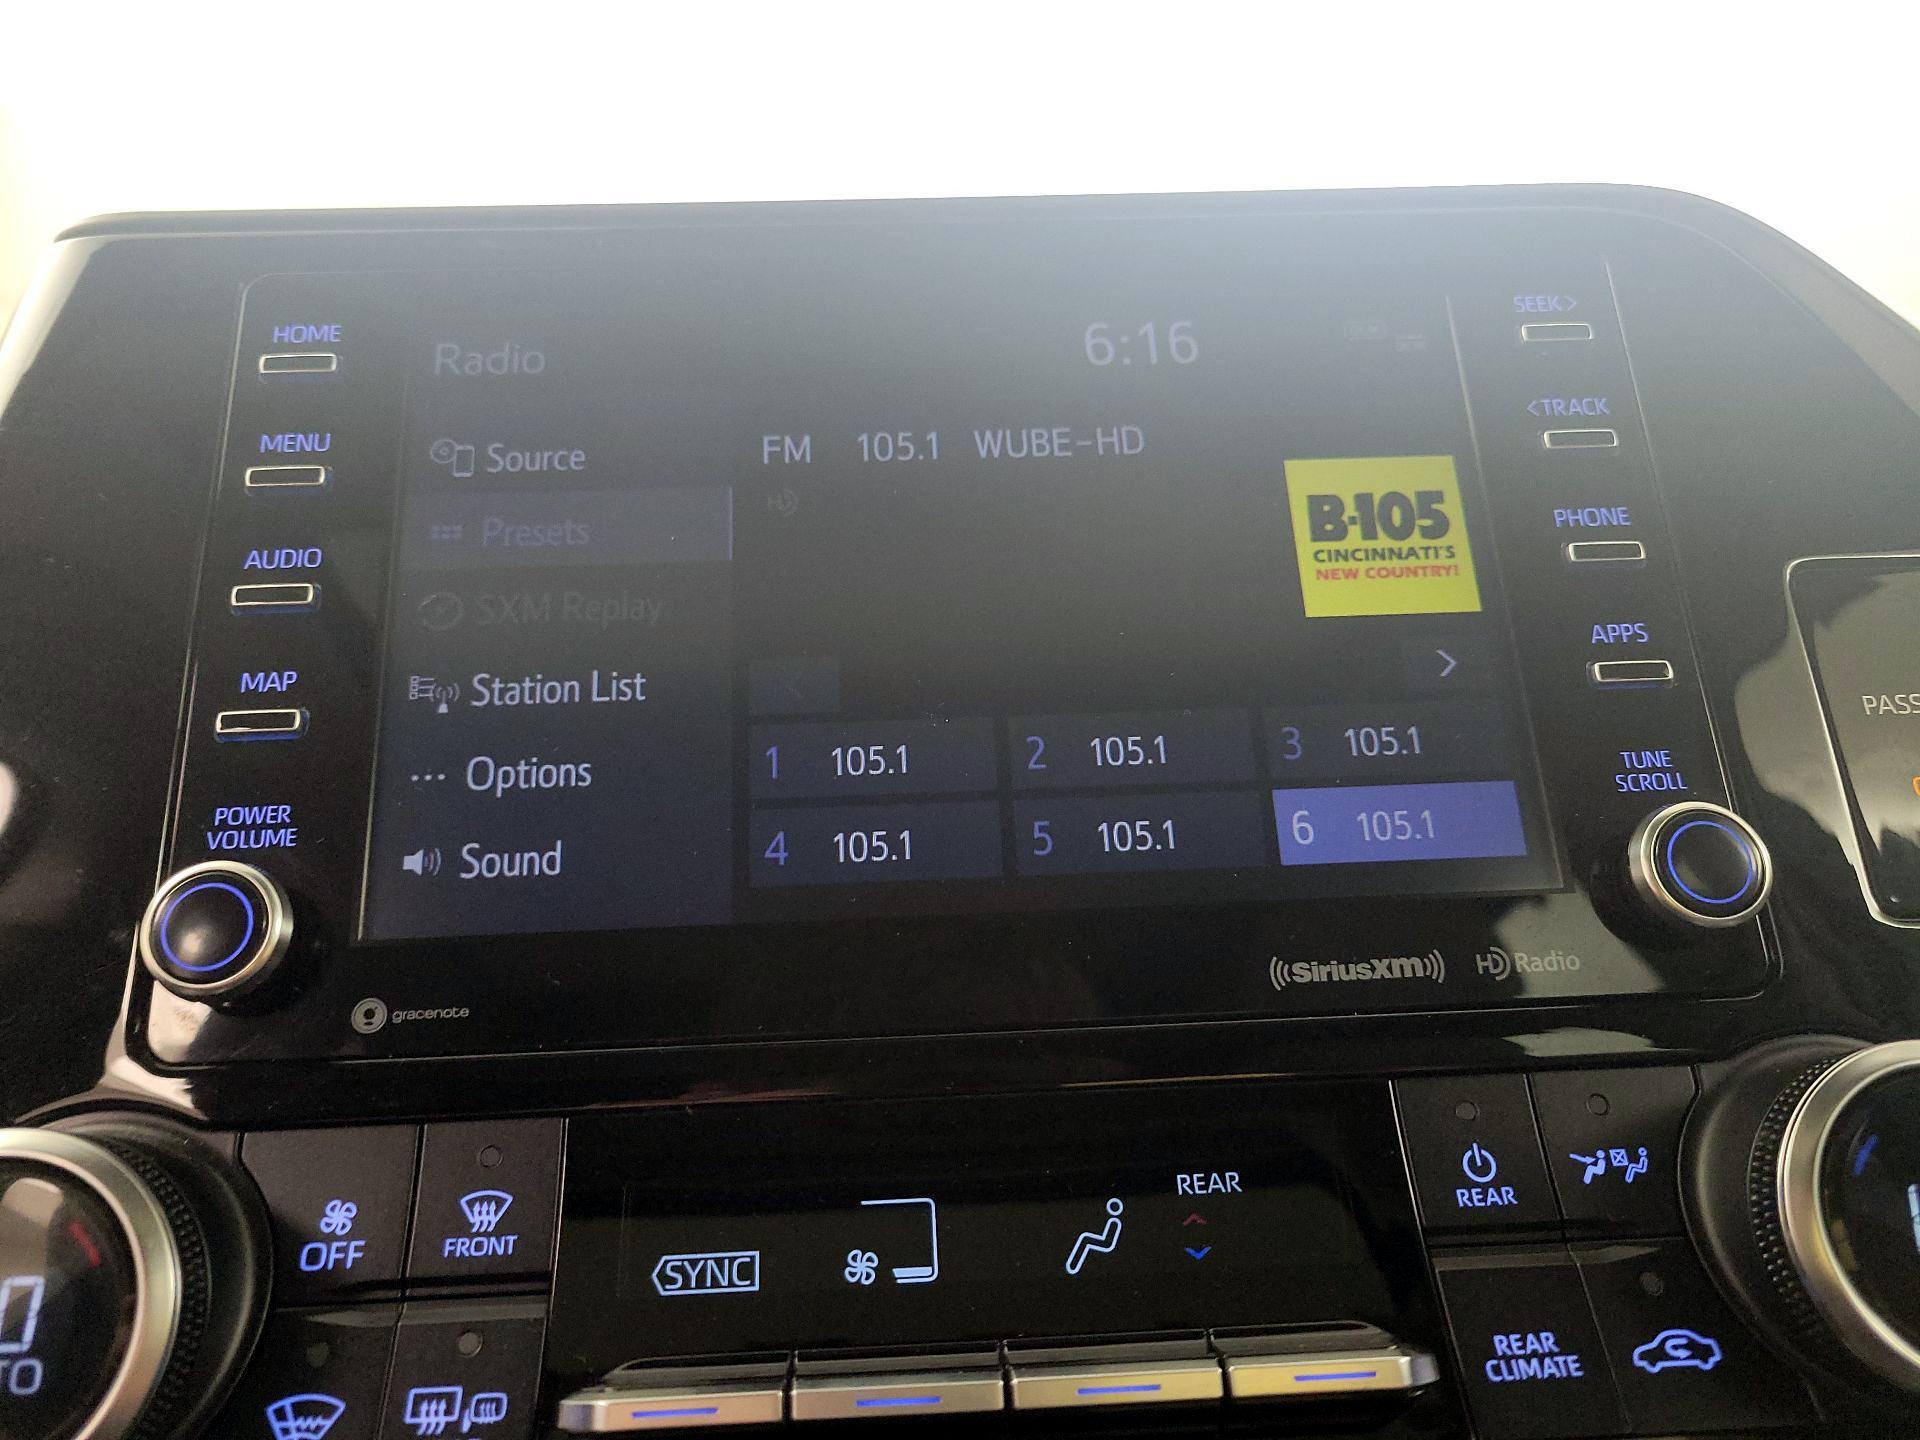 HOME
MENU
AUDIO
MAP
POWER
VOLUME
Radio
6:16
Source
Presets
SXM Replay
Station List
Options
Sound
FM 105.1 WUBE-HD
HD
B-105
CINCINNATI'S
NEW COUNTRY!
1 105.1 2 105.1 3 105.1
4 105.1 5 105.1 6 105.1
SEEK>
<TRACK
PHONE
APPS
TUNE
SCROLL
PASS
gracenote
SiriusXM HD Radio
OFF
FRONT
SYNC
REAR
REAR
REAR
CLIMATE
TO